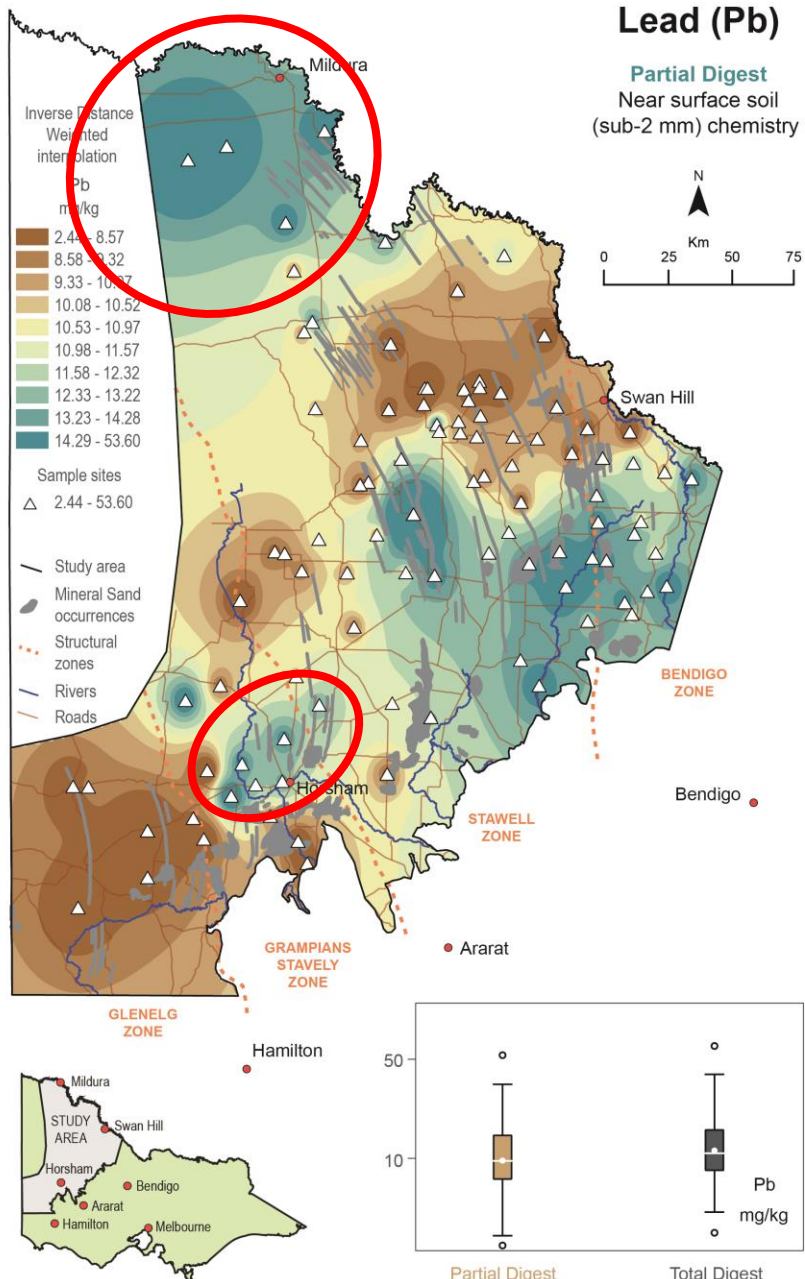 Lead (Pb)
Partial Digest
Near surface soil
(sub-2 mm) chemistry
N
Km
0 25 50 75
Mildura
Inverse Distance
Weighted
interpolation
Pb
mg/kg
2.44 - 8.57
8.58 - 9.32
9.33 - 10.07
10.08 - 10.52
10.53 - 10.97
10.98 - 11.57
11.58 - 12.32
12.33 - 13.22
13.23 - 14.28
14.29 - 53.60
Sample sites
2.44 - 53.60
Study area
Mineral Sand
occurrences
Structural
zones
Rivers
Roads
Swan Hill
BENDIGO
ZONE
Horsham
Bendigo
STAWELL
ZONE
Ararat
GRAMPIANS
STAVELY
ZONE
GLENELG
ZONE
Hamilton
Mildura
STUDY
AREA
Swan Hill
Horsham
Bendigo
Ararat
Hamilton
Melbourne
50
10
Pb
mg/kg
Partial Digest
Total Digest